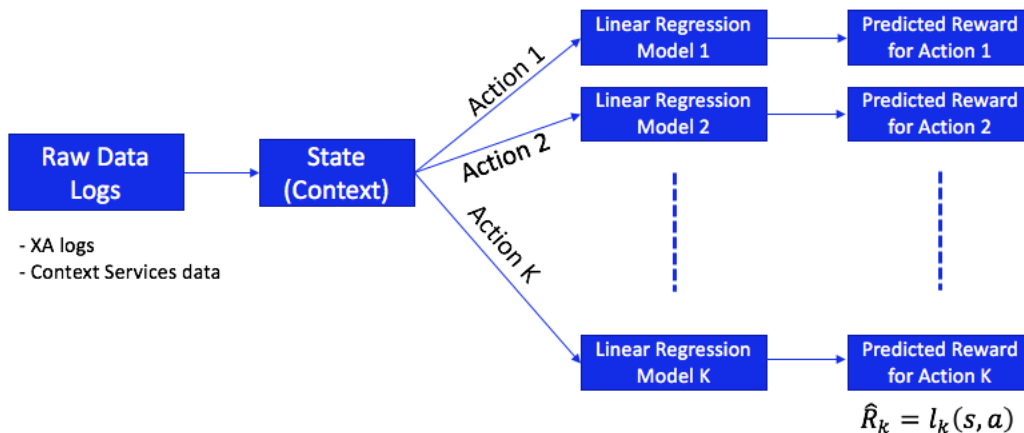 Raw Data
Logs
- XA logs
- Context Services data
State
(Context)
Action 1
Action 2
Action K
Linear Regression
Model 1
Predicted Reward
for Action 1
Linear Regression
Model 2
Predicted Reward
for Action 2
Linear Regression
Model K
Predicted Reward
for Action K
R̂ₖ = lₖ(s, a)